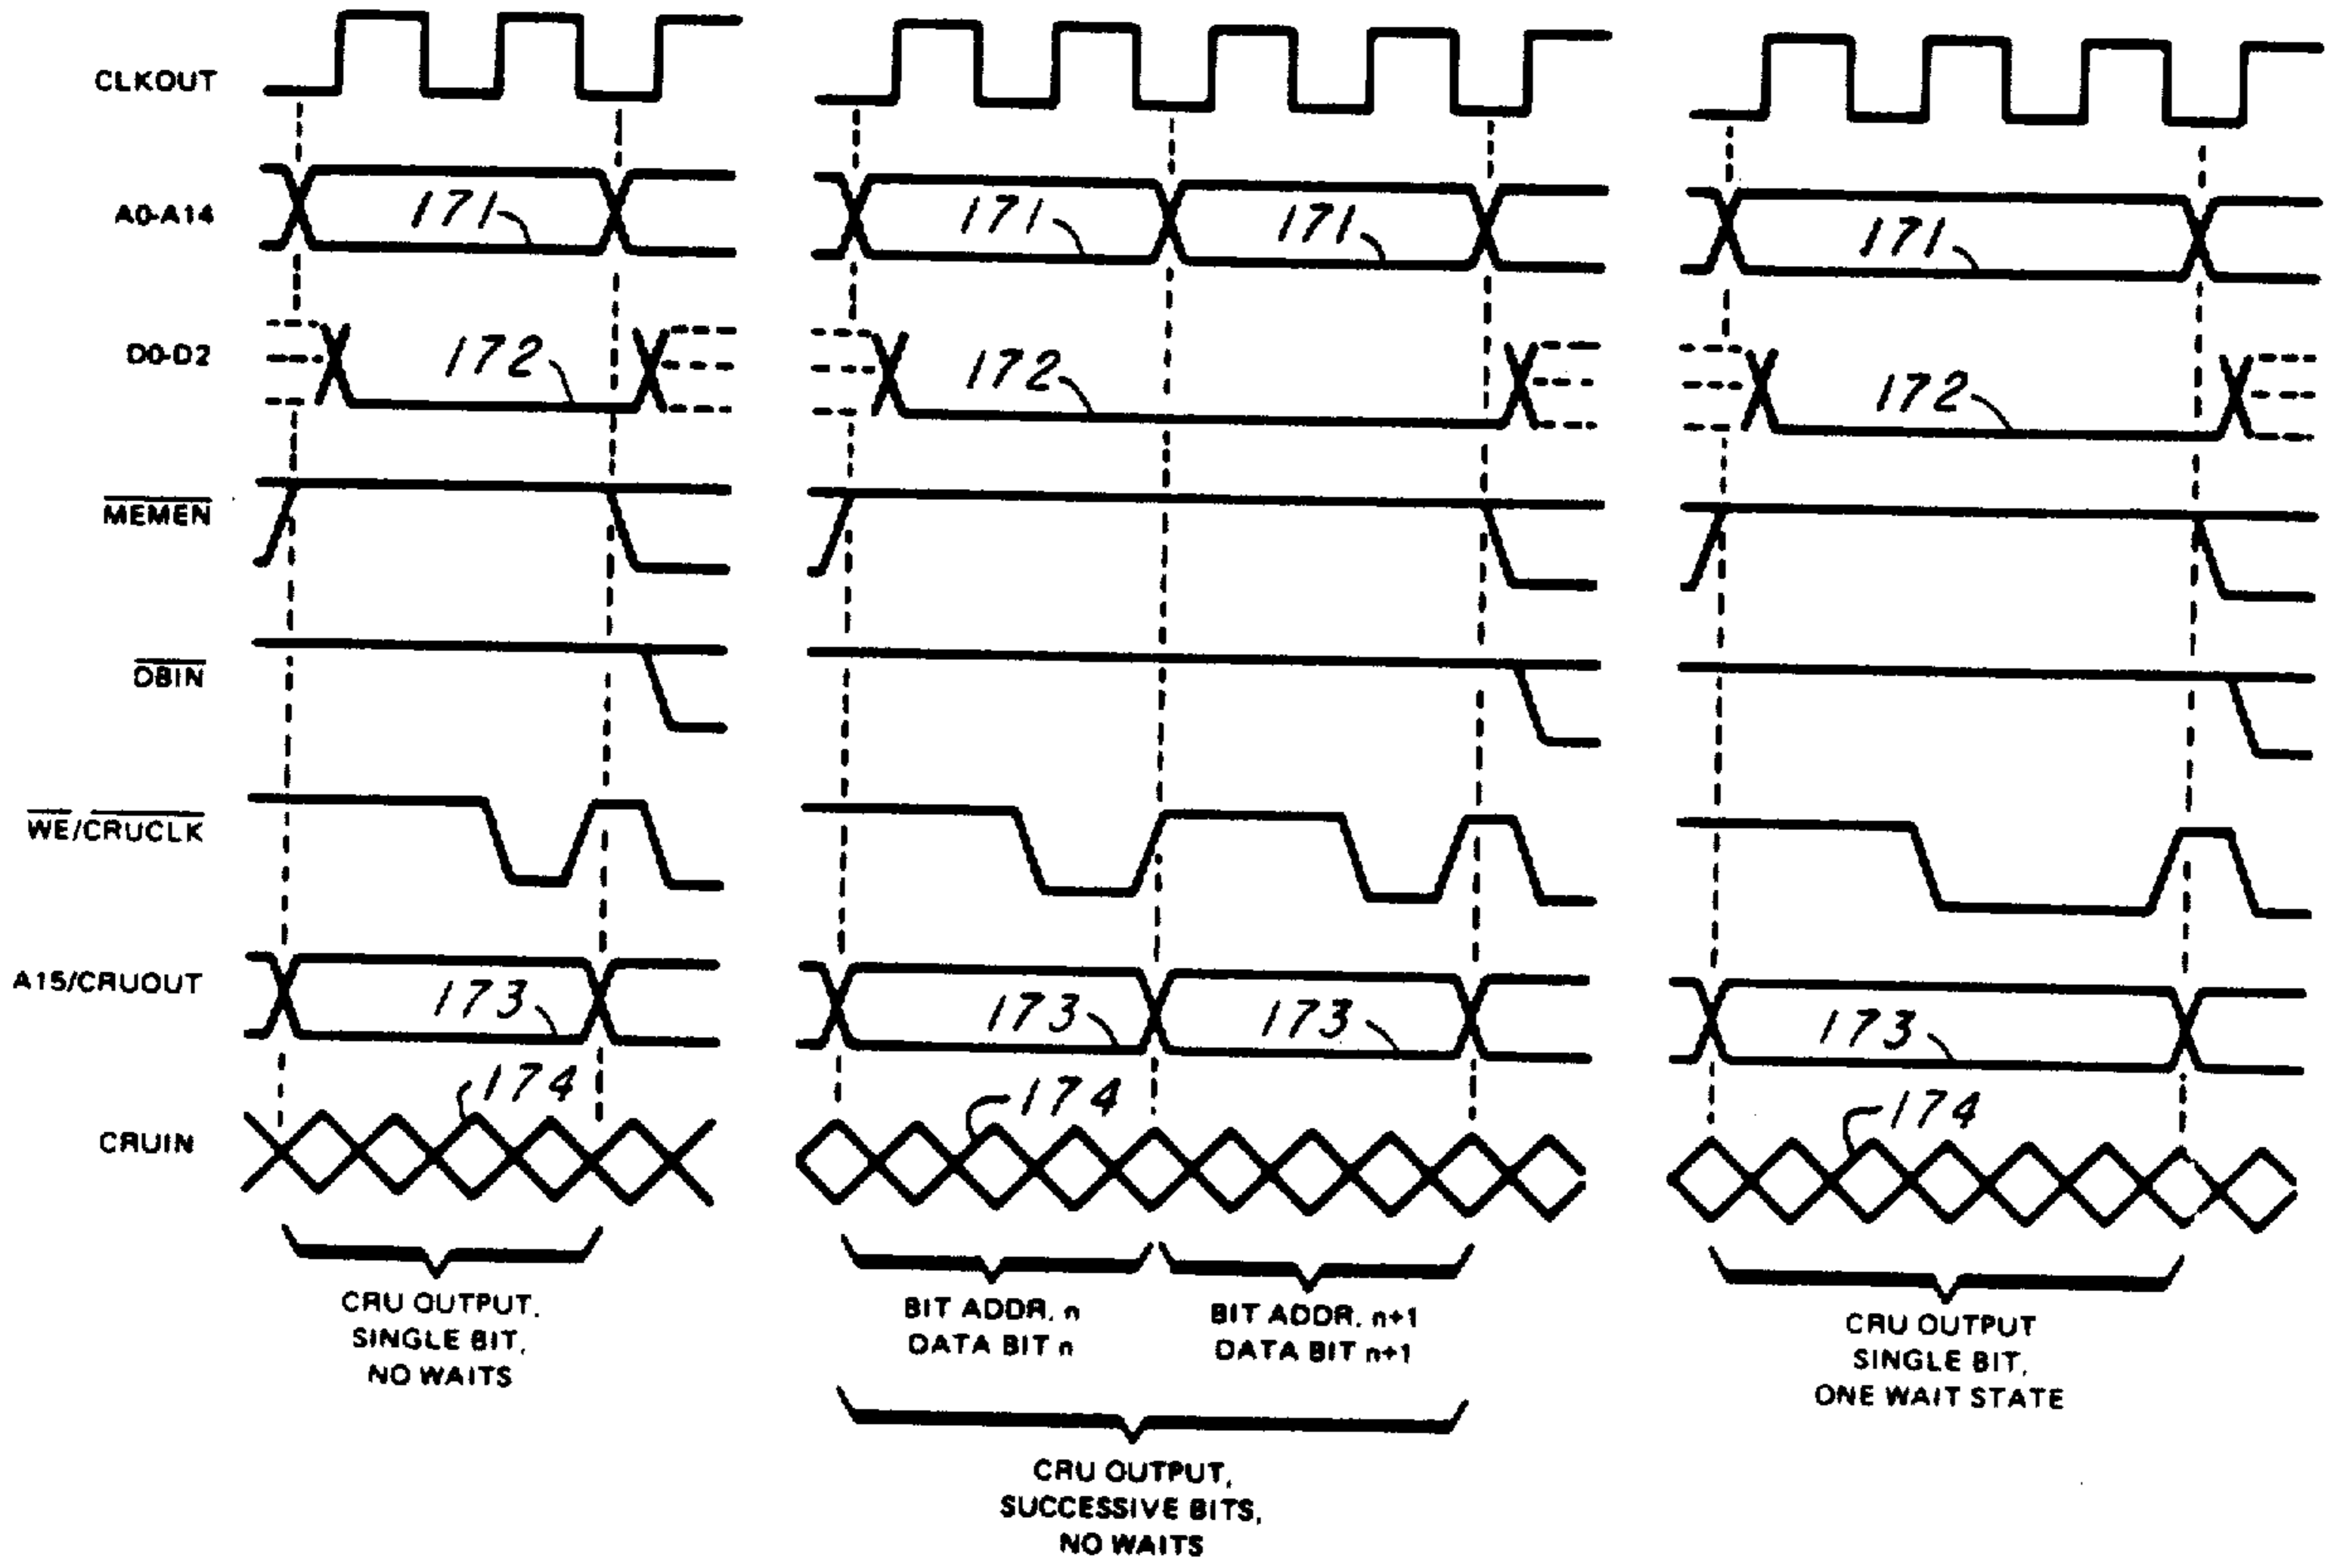 CLKOUT
A0-A14
171
171
171
171
D0-D2
172
172
172
MEMEN
DBIN
WE/CRUCLK
A15/CRUOUT
173
173
173
173
CRUIN
174
174
174
CRU OUTPUT,
SINGLE BIT,
NO WAITS
BIT ADDR. n
DATA BIT n
BIT ADDR. n+1
DATA BIT n+1
CRU OUTPUT,
SUCCESSIVE BITS,
NO WAITS
CRU OUTPUT
SINGLE BIT,
ONE WAIT STATE